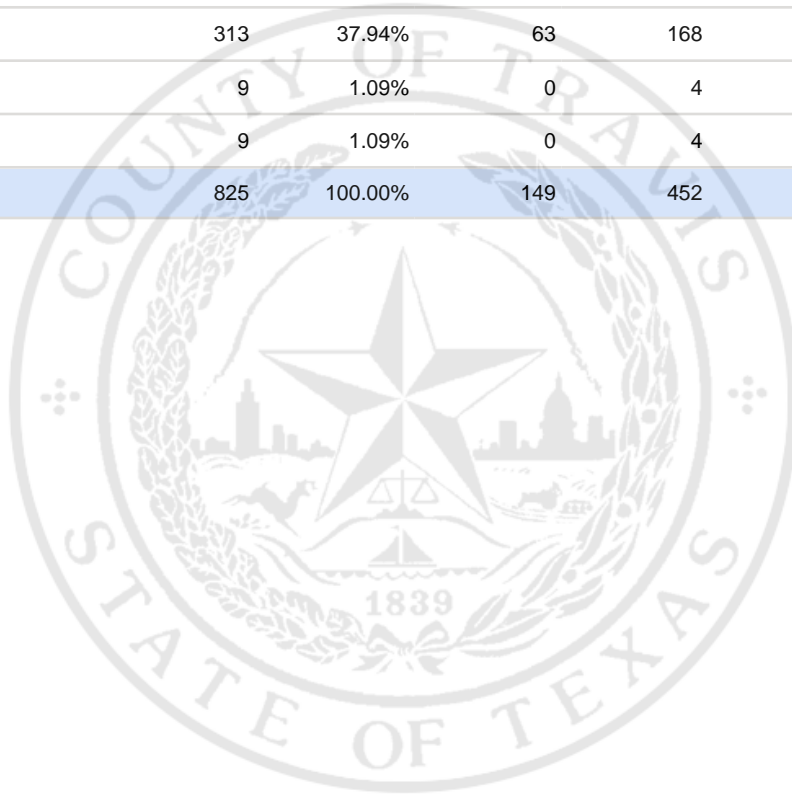 313 37.94% 63 168
9 1.09% 0 4
9 1.09% 0 4
825 100.00% 149 452
COUNTY OF TRAVIS
1839
STATE OF TEXAS